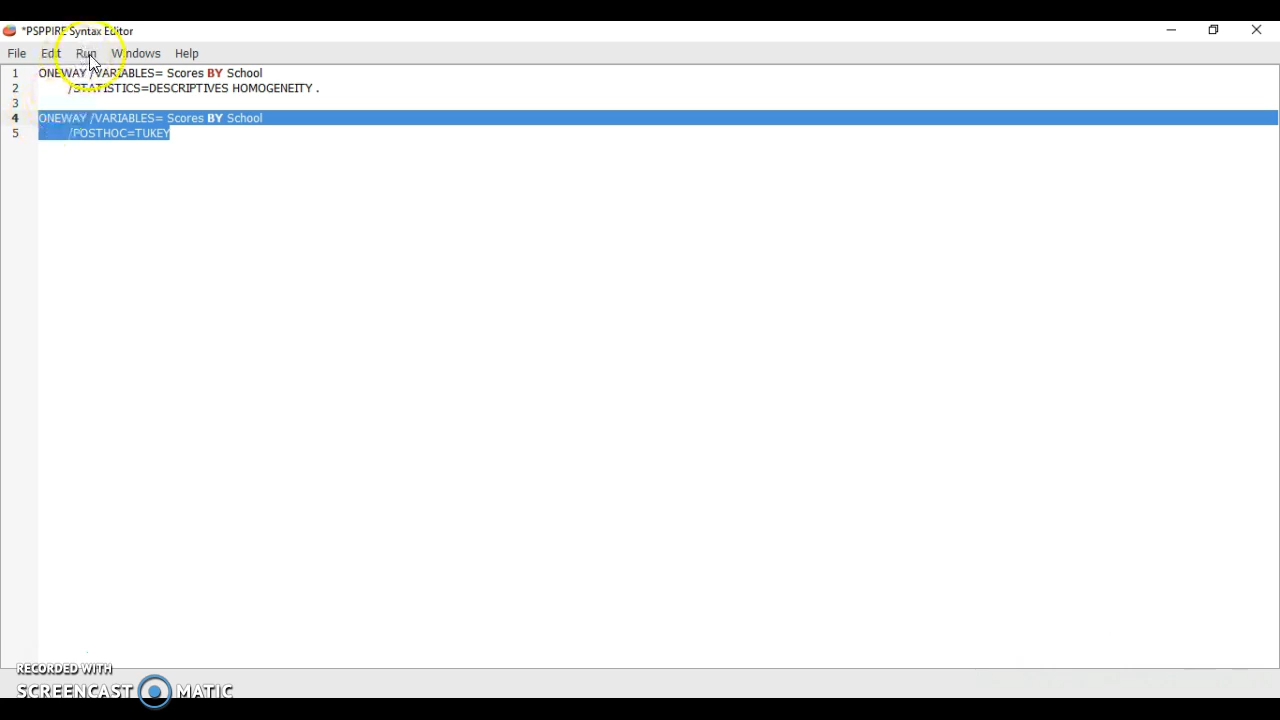 *PSPPIRE Syntax Editor
File Edit Run Windows Help
1 ONEWAY /VARIABLES= Scores BY School
2 /STATISTICS=DESCRIPTIVES HOMOGENEITY .
3
4 ONEWAY /VARIABLES= Scores BY School
5 /POSTHOC=TUKEY
RECORDED WITH
SCREENCAST MATIC